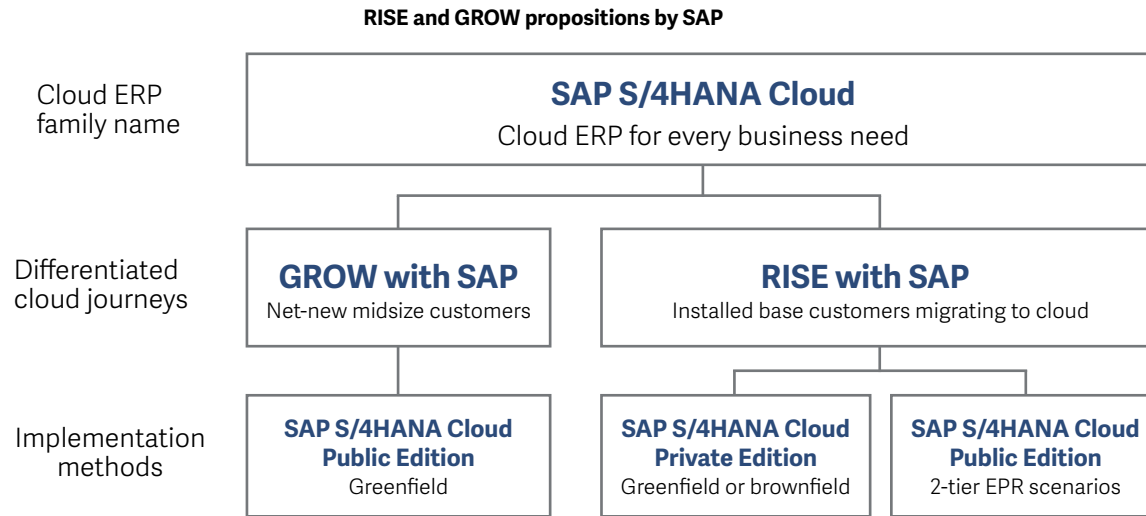 RISE and GROW propositions by SAP
Cloud ERP
family name
SAP S/4HANA Cloud
Cloud ERP for every business need
Differentiated
cloud journeys
GROW with SAP
Net-new midsize customers
RISE with SAP
Installed base customers migrating to cloud
Implementation
methods
SAP S/4HANA Cloud
Public Edition
Greenfield
SAP S/4HANA Cloud
Private Edition
Greenfield or brownfield
SAP S/4HANA Cloud
Public Edition
2-tier EPR scenarios